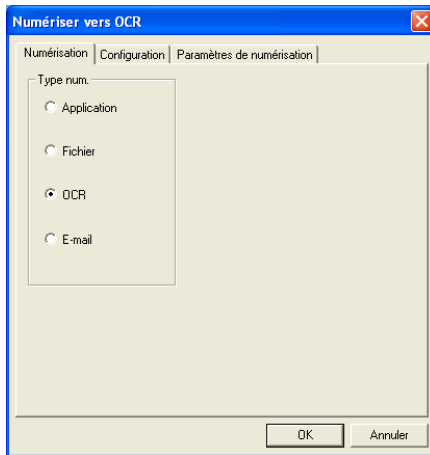 Numériser vers OCR
Numérisation Configuration Paramètres de numérisation
Type num.
Application
Fichier
OCR
E-mail
OK Annuler